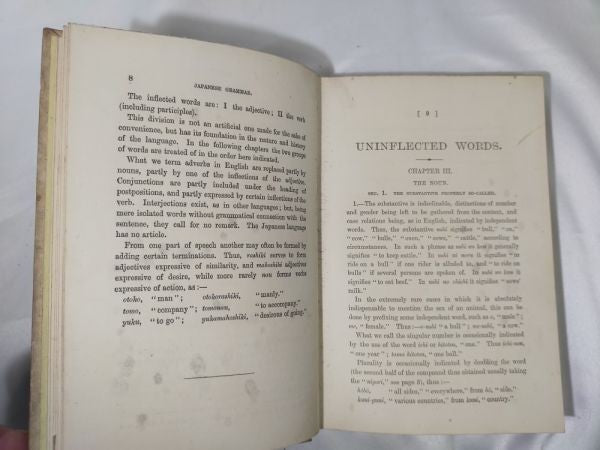 8
JAPANESE GRAMMAR.
The inflected words are: I the adjective; II the verb
(including participles).
This division is not an artificial one made for the sake of
convenience, but has its foundation in the nature and history
of the language. In the following chapters the two groups
of words are treated of in the order here indicated.
What we term adverbs in English are replaced partly by
nouns, partly by one of the inflections of the adjective.
Conjunctions are partly included under the heading of
postpositions, and partly expressed by certain inflections of the
verb. Interjections exist, as in other languages; but, being
mere isolated words without grammatical connection with the
sentence, they call for no remark. The Japanese language
has no article.
From one part of speech another may often be formed by
adding certain terminations. Thus, rashiki serve to form
adjectives expressive of similarity, and mahoshiki adjectives
expressive of desire, while more rarely non forms verbs
expressive of action, as:—
otoko, "man"; otokorashiki, "manly."
tomo, "company"; tomonan, "to accompany."
yuku, "to go"; yukamahoshiki, "desirous of going."
[ 9 ]
UNINFLECTED WORDS.
CHAPTER III.
THE NOUN.
SEC. 1. THE SUBSTANTIVE PROPERLY SO-CALLED.
1.—The substantive is indeclinable, distinctions of number
and gender being left to be gathered from the context, and
case relations being, as in English, indicated by independent
words. Thus, the substantive ushi signifies "bull," "ox,"
"cow," "bulls," "oxen," "cows," "cattle," according to
circumstances. In such a phrase as ushi wo kau it generally
signifies "to keep cattle." In ushi ni noru it signifies "to
ride on a bull" if one rider is alluded to, "to ride on
bulls" if several persons are spoken of. In ushi wo kuu it
signifies "to eat beef." In ushi no chichi it signifies "cows'
milk."
In the extremely rare cases in which it is absolutely
indispensable to mention the sex of an animal, this can be
done by prefixing some independent word, such as o, "male";
me, "female." Thus:—o-ushi "a bull"; me-ushi, "a cow."
What we call the singular number is occasionally indicated
by the use of the word ichi or hitotsu, "one." Thus ichi-nen,
"one year"; hitotsu, "one bull."
Plurality is occasionally indicated by doubling the word
(the second half of the compound thus obtained usually taking
the "nigori," see page 5), thus:—
"all sides," "everywhere," from "side."
kuni-guni, "various countries," from kuni, "country."